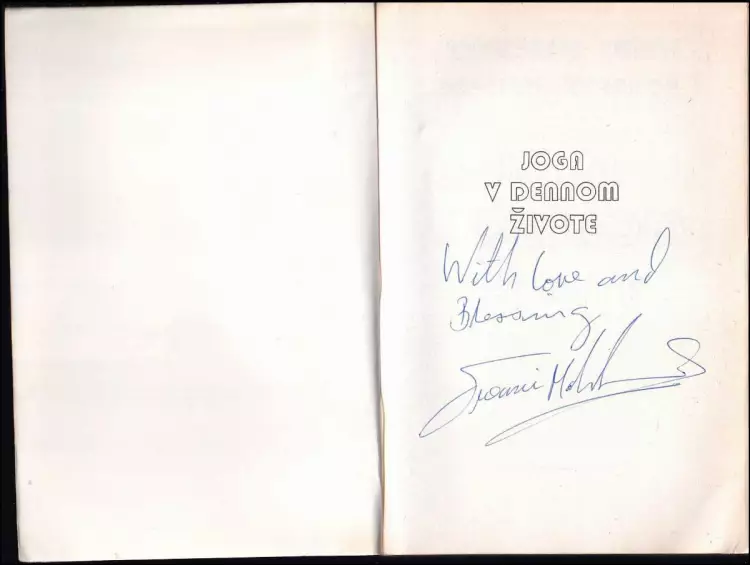 JOGA
V DENNOM
ŽIVOTE
With love and
Blessing